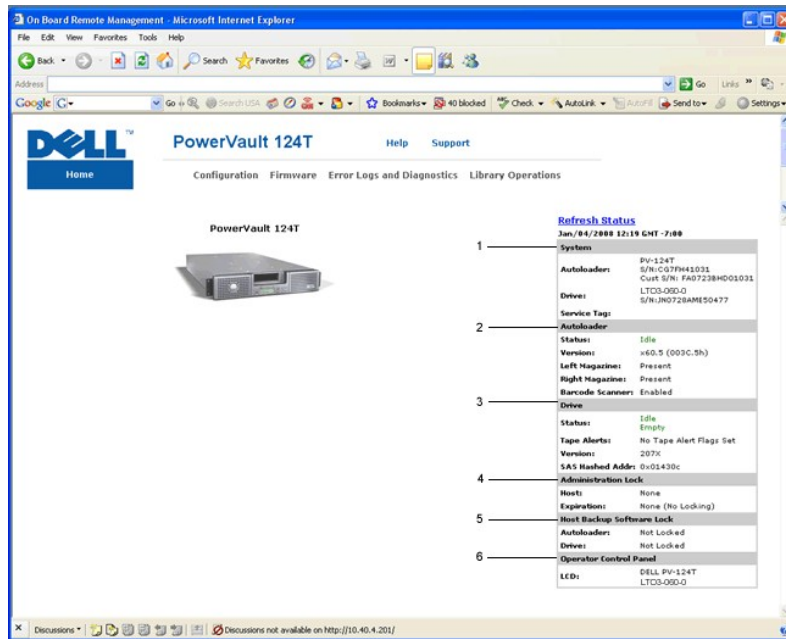 On Board Remote Management - Microsoft Internet Explorer
File Edit View Favorites Tools Help
Back Search Favorites
Address Go Links »
Google G Go Search USA Bookmarks 40 blocked Check AutoLink AutoFill Send to Settings
DELL™
PowerVault 124T Help Support
Home
Configuration Firmware Error Logs and Diagnostics Library Operations
PowerVault 124T
Refresh Status
Jan/04/2008 12:19 GMT -7:00
1 System
Autoloader: PV-124T
S/N:CG7FH41031
Cust S/N: FA0723BHD01031
Drive: LTO3-060-0
S/N:JN0728AME50477
Service Tag:
2 Autoloader
Status: Idle
Version: x60.5 (003C.5h)
Left Magazine: Present
Right Magazine: Present
Barcode Scanner: Enabled
3 Drive
Status: Idle
Empty
Tape Alerts: No Tape Alert Flags Set
Version: 207X
SAS Hashed Addr: 0x01430c
4 Administration Lock
Host: None
Expiration: None (No Locking)
5 Host Backup Software Lock
Autoloader: Not Locked
Drive: Not Locked
6 Operator Control Panel
LCD: DELL PV-124T
LTO3-060-0
× Discussions Discussions not available on http://10.40.4.201/